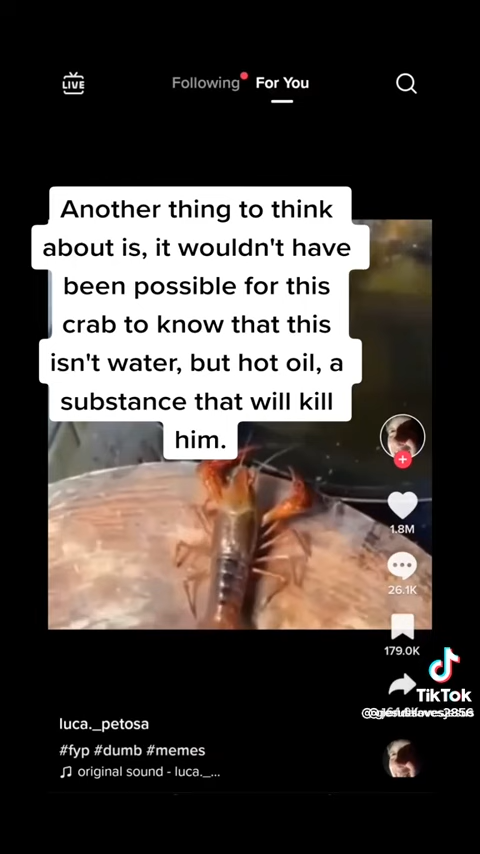 LIVE
Following For You
Another thing to think
about is, it wouldn't have
been possible for this
crab to know that this
isn't water, but hot oil, a
substance that will kill
him.
1.8M
26.1K
179.0K
TikTok
luca._petosa
#fyp #dumb #memes
original sound - luca._...